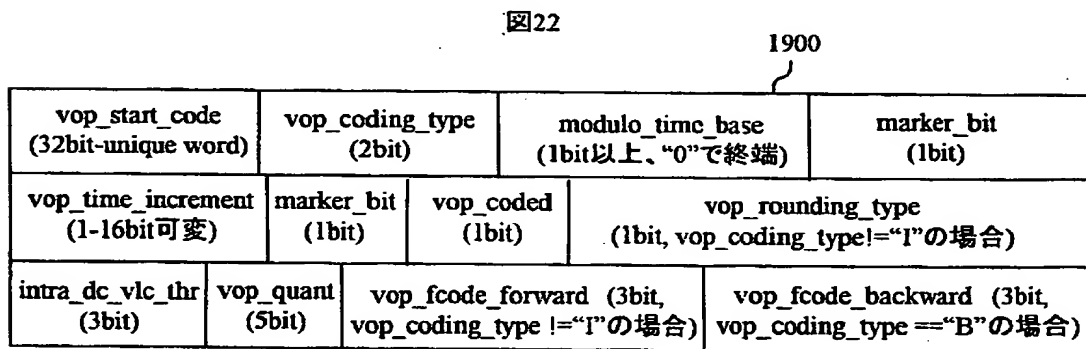 図22
1900
vop_start_code
(32bit-unique word)
vop_coding_type
(2bit)
modulo_time_base
(1bit以上、“0”で終端)
marker_bit
(1bit)
vop_time_increment
(1-16bit可変)
marker_bit
(1bit)
vop_coded
(1bit)
vop_rounding_type
(1bit, vop_coding_type!=“I”の場合)
intra_dc_vlc_thr
(3bit)
vop_quant
(5bit)
vop_fcode_forward (3bit,
vop_coding_type !=“I”の場合)
vop_fcode_backward (3bit,
vop_coding_type ==“B”の場合)